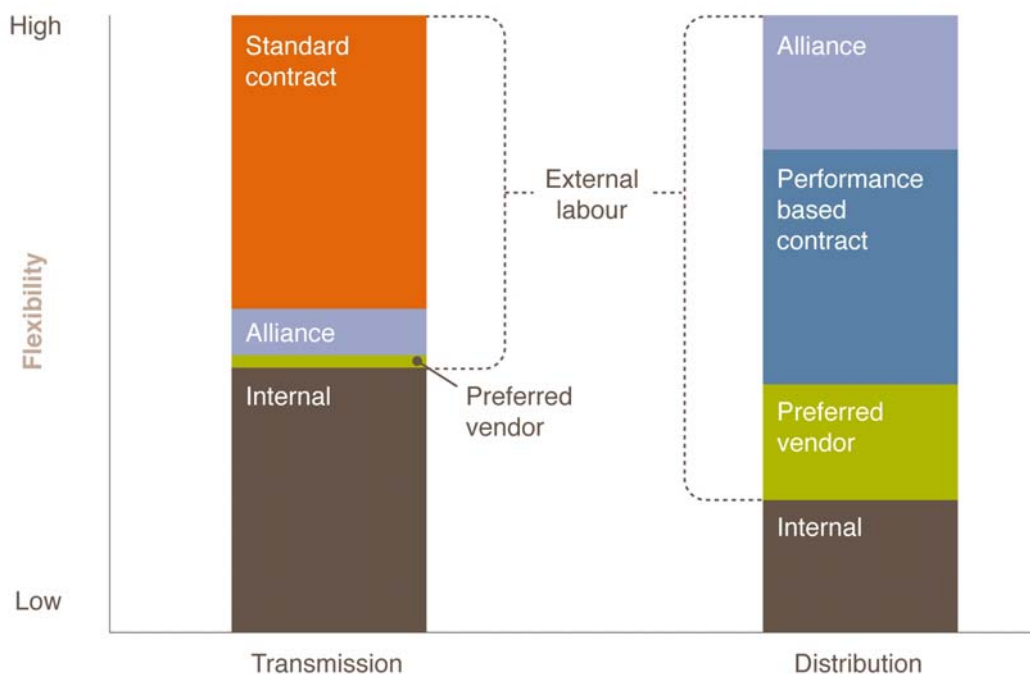 High
Standard
contract
Alliance
External
labour
Performance
based
contract
Flexibility
Alliance
Internal
Preferred
vendor
Preferred
vendor
Internal
Low
Transmission
Distribution